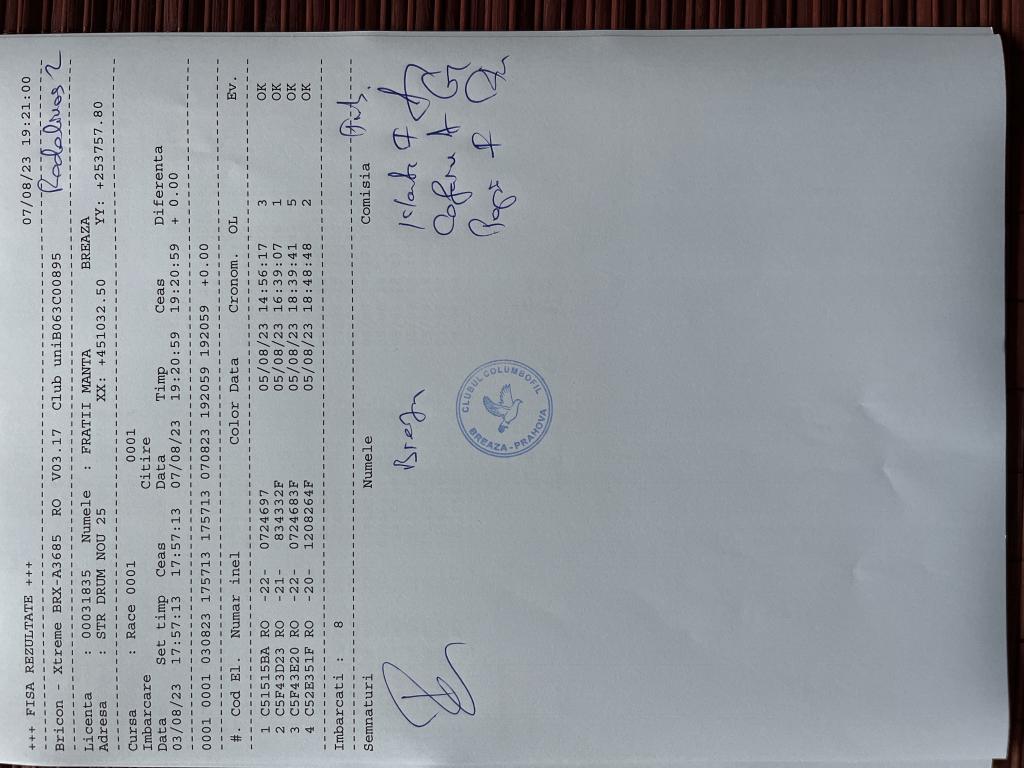 +++ FISA REZULTATE +++ 07/08/23 19:21:00
Bricon - Xtreme BRX-A3685 RO V03.17 Club uniB063C00895
Licenta : 00031835 Numele : FRATII MANTA BREAZA
Adresa : STR DRUM NOU 25 XX: +451032.50 YY: +253757.80
Cursa : Race 0001 0001
Imbarcare Citire
Data Set timp Ceas Data Timp Ceas Diferenta
03/08/23 17:57:13 17:57:13 07/08/23 19:20:59 19:20:59 + 0.00
0001 0001 030823 175713 175713 070823 192059 192059 +0.00
#. Cod El. Numar inel Color Data Cronom. OL Ev.
1 C51515BA RO -22- 0724697 05/08/23 14:56:17 3 OK
2 C5F43D23 RO -21- 834332F 05/08/23 16:39:07 1 OK
3 C5F43E20 RO -22- 0724683F 05/08/23 18:39:41 5 OK
4 C52E351F RO -20- 1208264F 05/08/23 18:48:48 2 OK
Imbarcati : 8
Semnaturi Numele Comisia
CLUBUL COLUMBOFIL
BREAZA-PRAHOVA